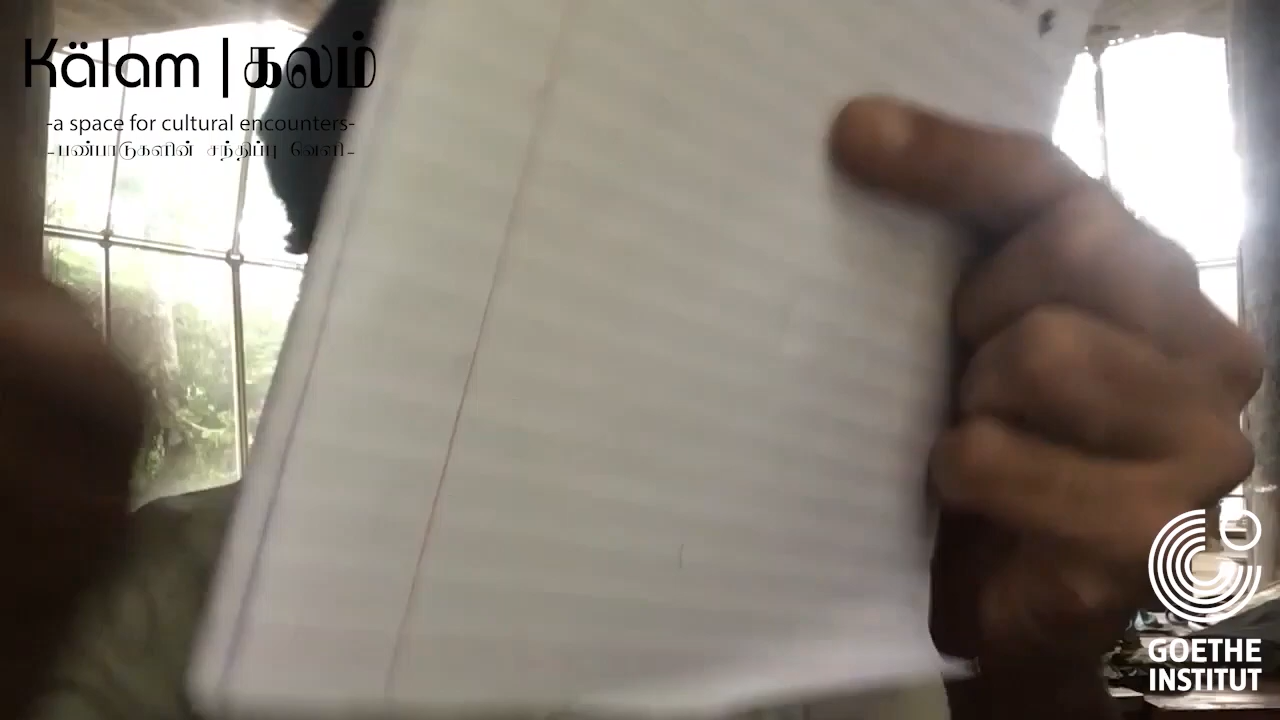 Kälam | கலம்
-a space for cultural encounters-
-பண்பாடுகளின் சந்திப்பு வெளி-
GOETHE
INSTITUT